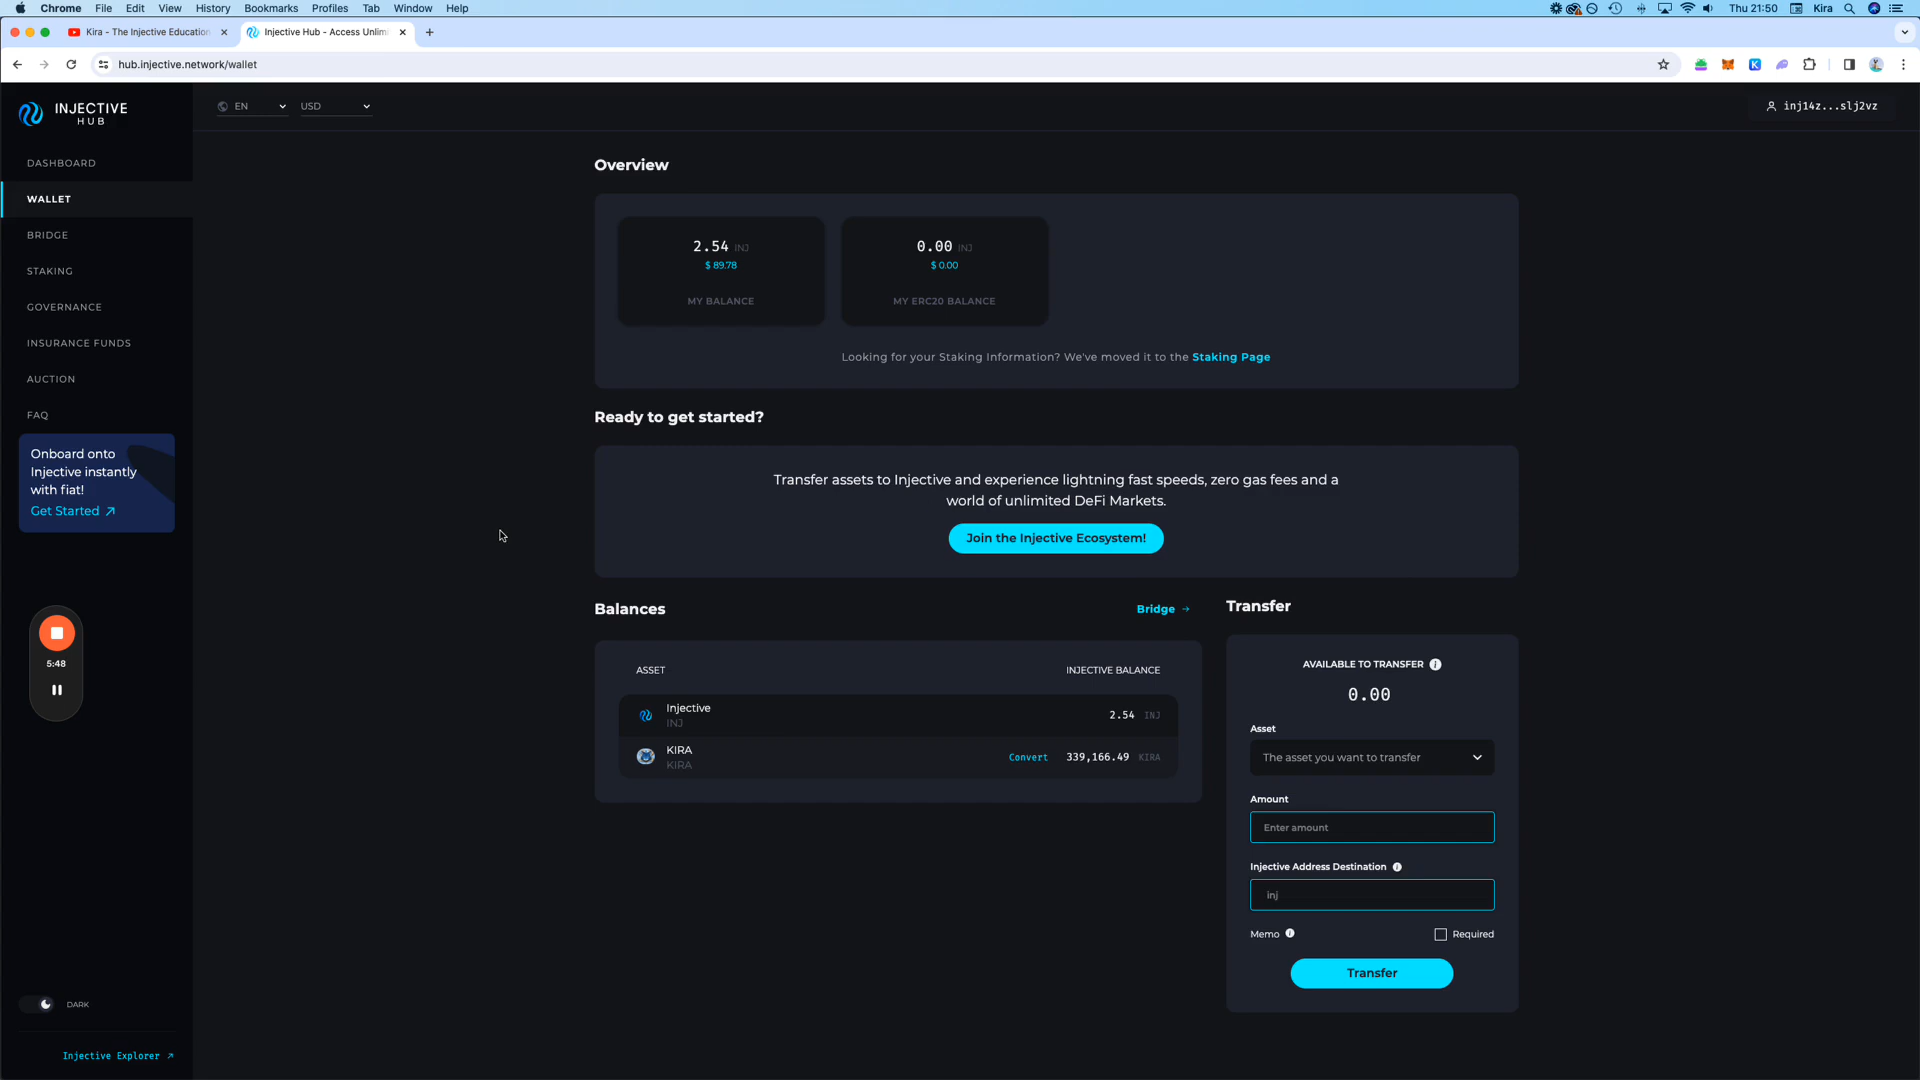 Chrome File Edit View History Bookmarks Profiles Tab Window Help
Thu 21:50 Kira
Kira - The Injective Education
Injective Hub - Access Unlim
hub.injective.network/wallet
INJECTIVE
HUB
EN
USD
inj14z...slj2vz
DASHBOARD
WALLET
BRIDGE
STAKING
GOVERNANCE
INSURANCE FUNDS
AUCTION
FAQ
Onboard onto
Injective instantly
with fiat!
Get Started
5:48
DARK
Injective Explorer
Overview
2.54 INJ
$ 89.78
MY BALANCE
0.00 INJ
$ 0.00
MY ERC20 BALANCE
Looking for your Staking Information? We've moved it to the Staking Page
Ready to get started?
Transfer assets to Injective and experience lightning fast speeds, zero gas fees and a
world of unlimited DeFi Markets.
Join the Injective Ecosystem!
Balances
Bridge →
ASSET
INJECTIVE BALANCE
Injective
INJ
2.54 INJ
KIRA
KIRA
Convert
339,166.49 KIRA
Transfer
AVAILABLE TO TRANSFER
0.00
Asset
The asset you want to transfer
Amount
Enter amount
Injective Address Destination
inj
Memo
Required
Transfer